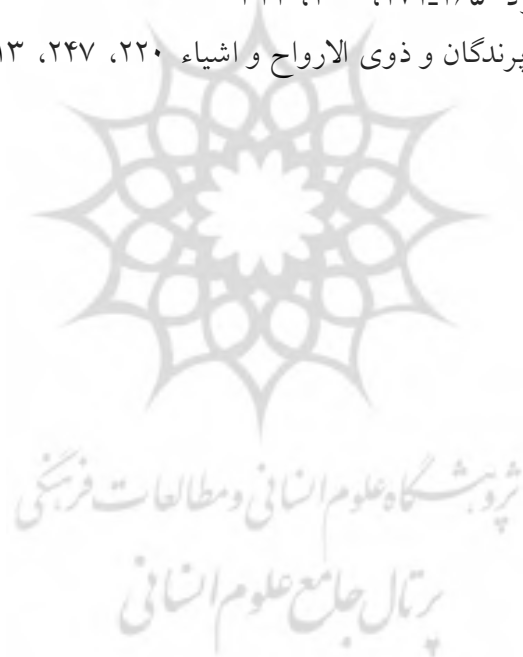 پرندگان و ذوی الارواح و اشیاء ۲۲۰، ۲۴۷، ۱۳
پژوهشگاه علوم انسانی و مطالعات فرهنگی
پرتال جامع علوم انسانی